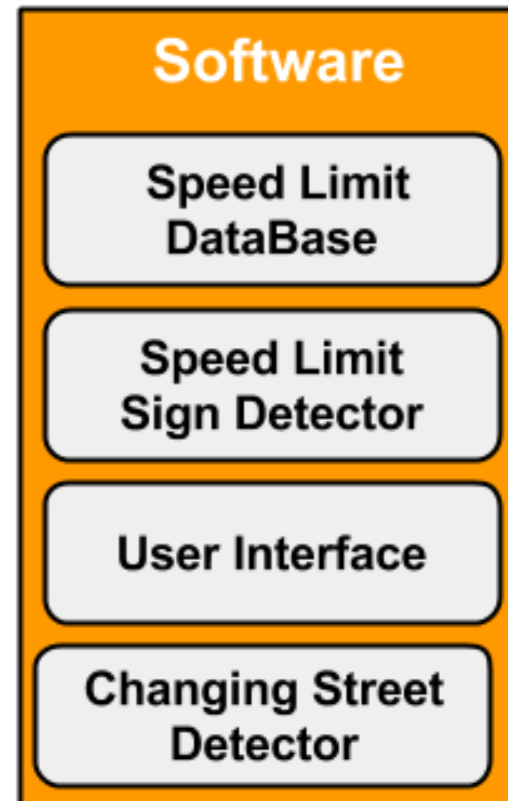 Software
Speed Limit
DataBase
Speed Limit
Sign Detector
User Interface
Changing Street
Detector